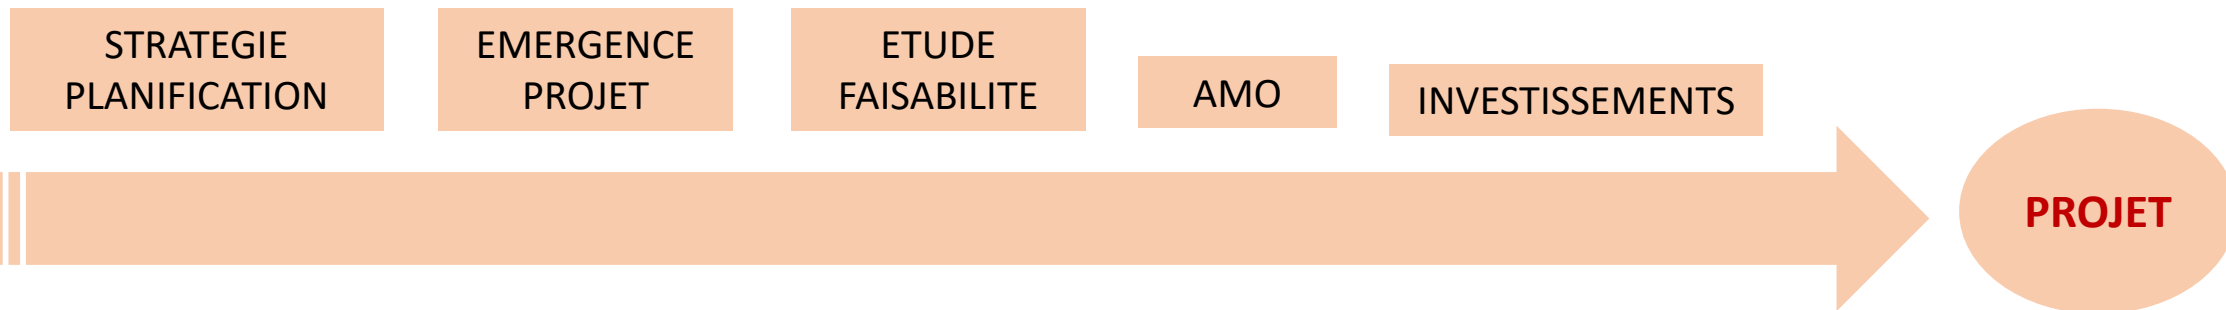 STRATEGIE
PLANIFICATION
EMERGENCE
PROJET
ETUDE
FAISABILITE
AMO
INVESTISSEMENTS
PROJET